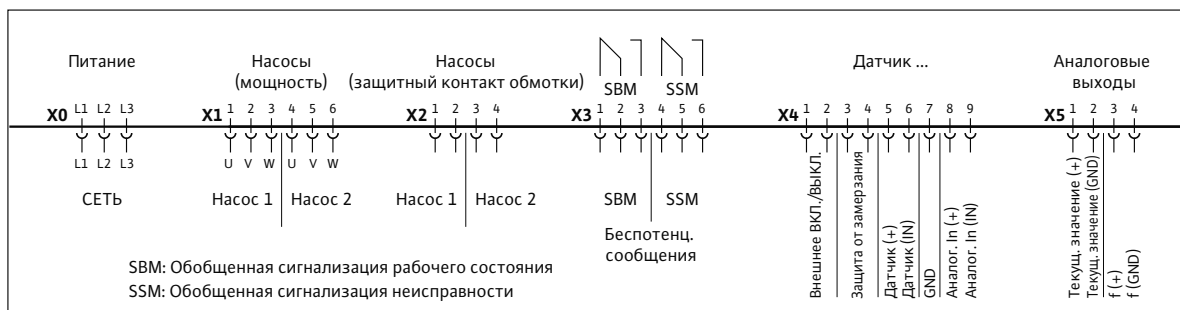 Питание
Насосы
(мощность)
Насосы
(защитный контакт обмотки)
SBM SSM
Датчик ...
Аналоговые
выходы
X0 L1 L2 L3
X1 1 2 3 4 5 6
X2 1 2 3 4
X3 1 2 3 4 5 6
X4 1 2 3 4 5 6 7 8 9
X5 1 2 3 4
L1 L2 L3
U V W U V W
СЕТЬ
Насос 1 Насос 2
Насос 1 Насос 2
SBM SSM
Беспотенц.
сообщения
Внешнее ВКЛ./ВЫКЛ.
Защита от замерзания
Датчик (+)
Датчик (IN)
GND
Аналог. In (+)
Аналог. In (IN)
Текущ. значение (+)
Текущ. значение (GND)
f (+)
f (GND)
SBM: Обобщенная сигнализация рабочего состояния
SSM: Обобщенная сигнализация неисправности